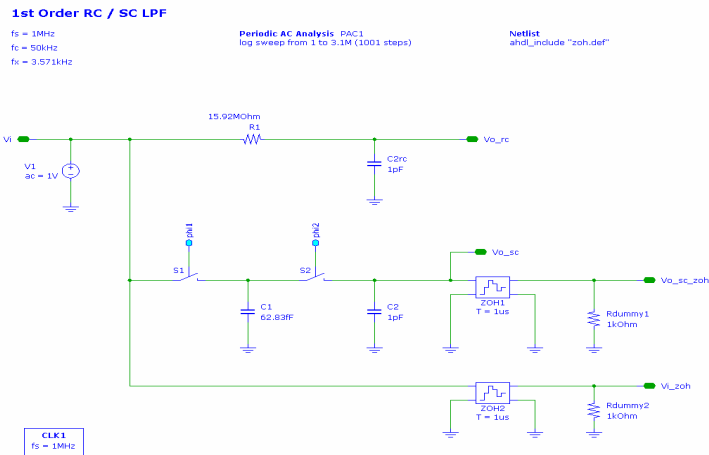 1st Order RC / SC LPF
fs = 1MHz
fc = 50kHz
fx = 3.571kHz
Periodic AC Analysis PAC1
log sweep from 1 to 3.1M (1001 steps)
Netlist
ahdl_include "zoh.def"
15.92MOhm
R1
Vi
Vo_rc
V1
ac = 1V
C2rc
1pF
phi1
phi2
S1
S2
Vo_sc
Vo_sc_zoh
C1
62.83fF
C2
1pF
ZOH1
T = 1us
Rdummy1
1kOhm
Vi_zoh
ZOH2
T = 1us
Rdummy2
1kOhm
CLK1
fs = 1MHz